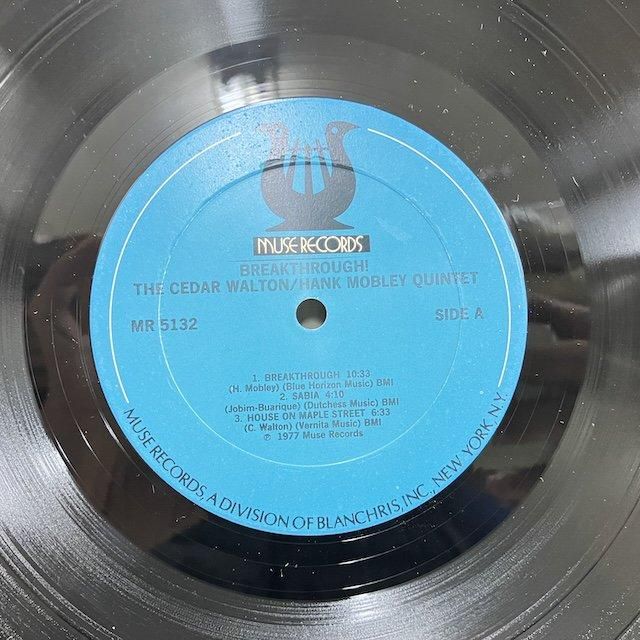 MUSE RECORDS
BREAKTHROUGH!
THE CEDAR WALTON/HANK MOBLEY QUINTET
MR 5132
SIDE A
1. BREAKTHROUGH 10:33
(H. Mobley) (Blue Horizon Music) BMI
2. SABIA 4:10
(Jobim-Buarique) (Dutchess Music) BMI
3. HOUSE ON MAPLE STREET 6:33
(C. Walton) (Vernita Music) BMI
℗ 1977 Muse Records
MUSE RECORDS, A DIVISION OF BLANCHRIS, INC., NEW YORK, N.Y.